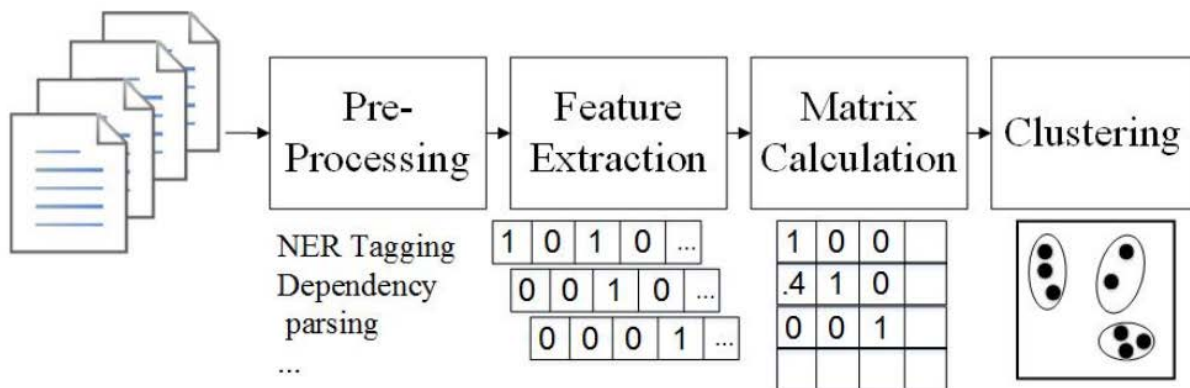 Pre-
Processing
Feature
Extraction
Matrix
Calculation
Clustering
NER Tagging
Dependency
parsing
...
1 0 1 0 ...
0 0 1 0 ...
0 0 0 1 ...
1 0 0
.4 1 0
0 0 1